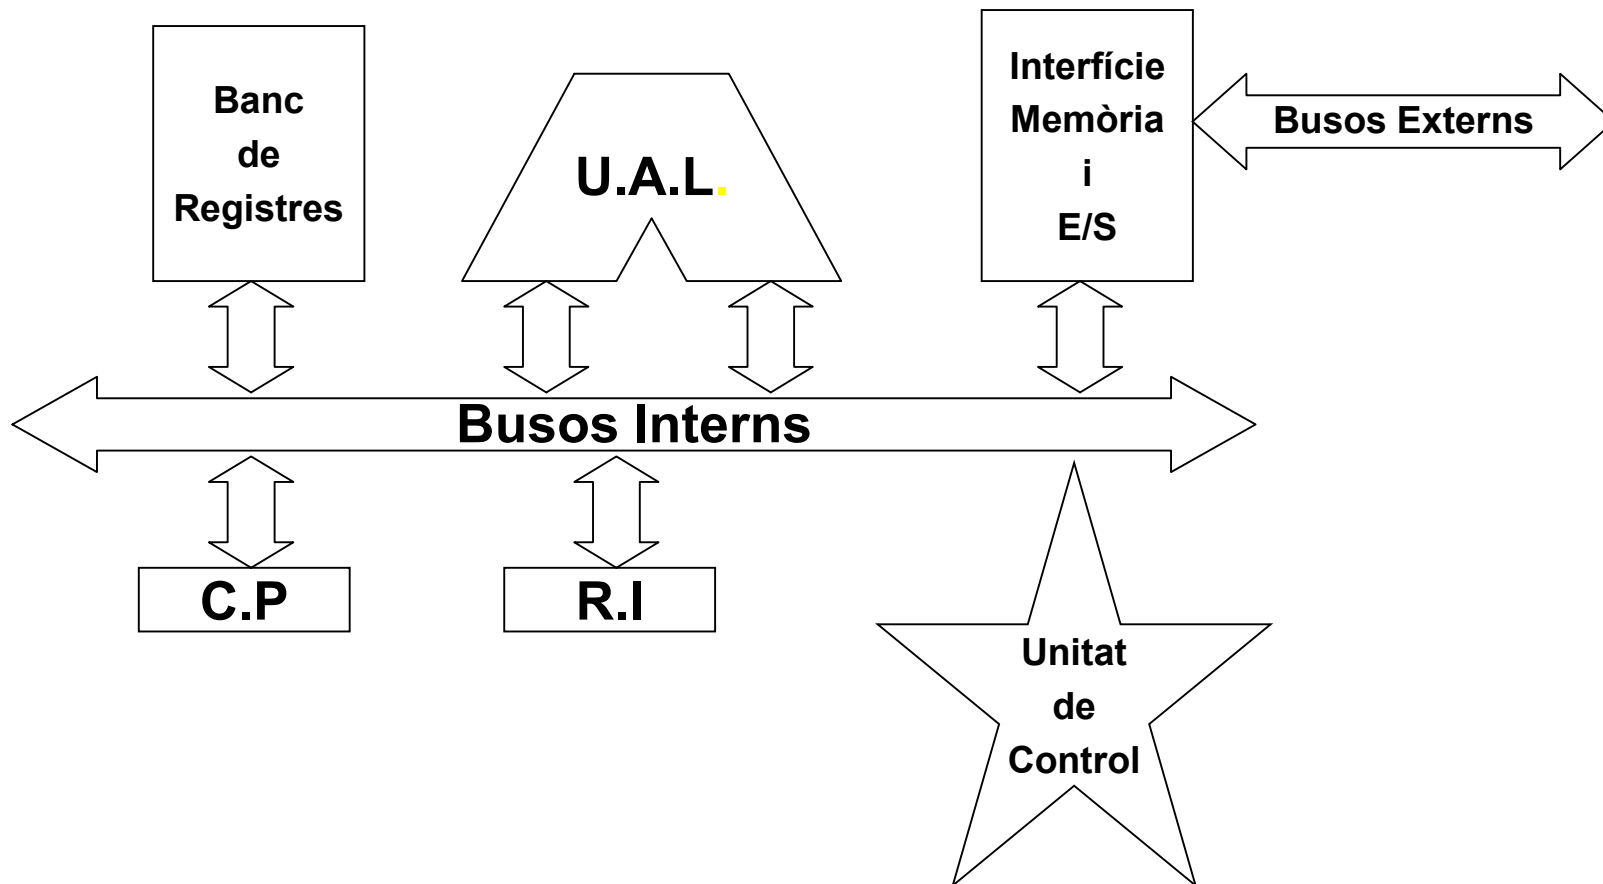 Banc
de
Registres
U.A.L.
Interfície
Memòria
i
E/S
Busos Externs
Busos Interns
C.P
R.I
Unitat
de
Control